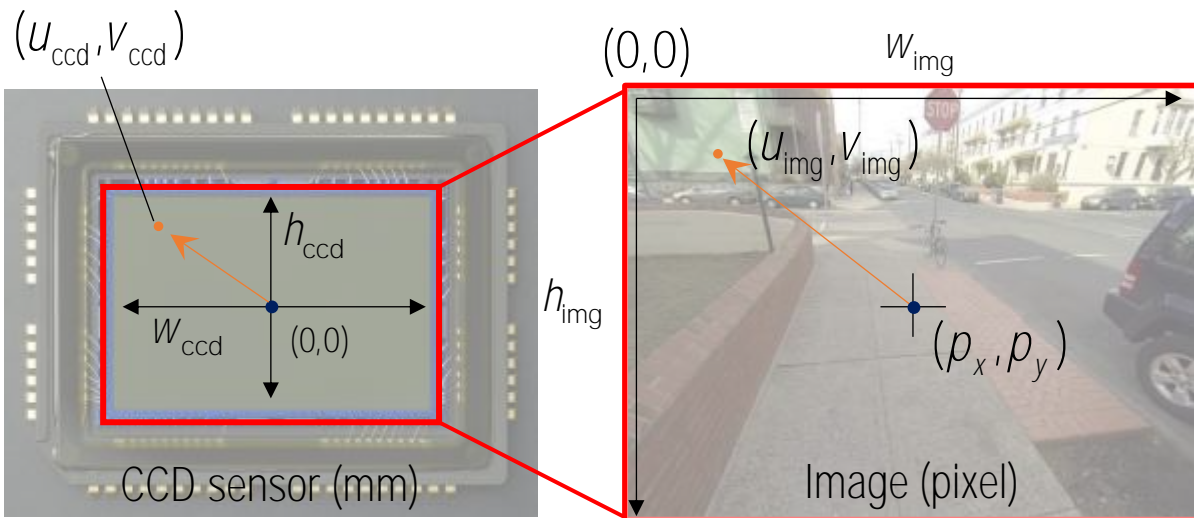 (u_ccd, v_ccd)
h_ccd
w_ccd
(0,0)
CCD sensor (mm)
(0,0)
w_img
STOP
(u_img, v_img)
h_img
(p_x, p_y)
Image (pixel)